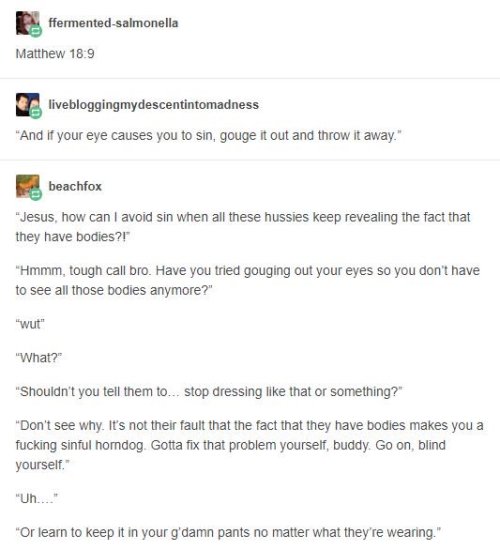 ffermented-salmonella
Matthew 18:9
livebloggingmydescentintomadness
"And if your eye causes you to sin, gouge it out and throw it away."
beachfox
"Jesus, how can I avoid sin when all these hussies keep revealing the fact that
they have bodies?!"
"Hmmm, tough call bro. Have you tried gouging out your eyes so you don't have
to see all those bodies anymore?"
"wut"
"What?"
"Shouldn't you tell them to… stop dressing like that or something?"
"Don't see why. It's not their fault that the fact that they have bodies makes you a
fucking sinful horndog. Gotta fix that problem yourself, buddy. Go on, blind
yourself."
"Uh…."
"Or learn to keep it in your g'damn pants no matter what they're wearing."